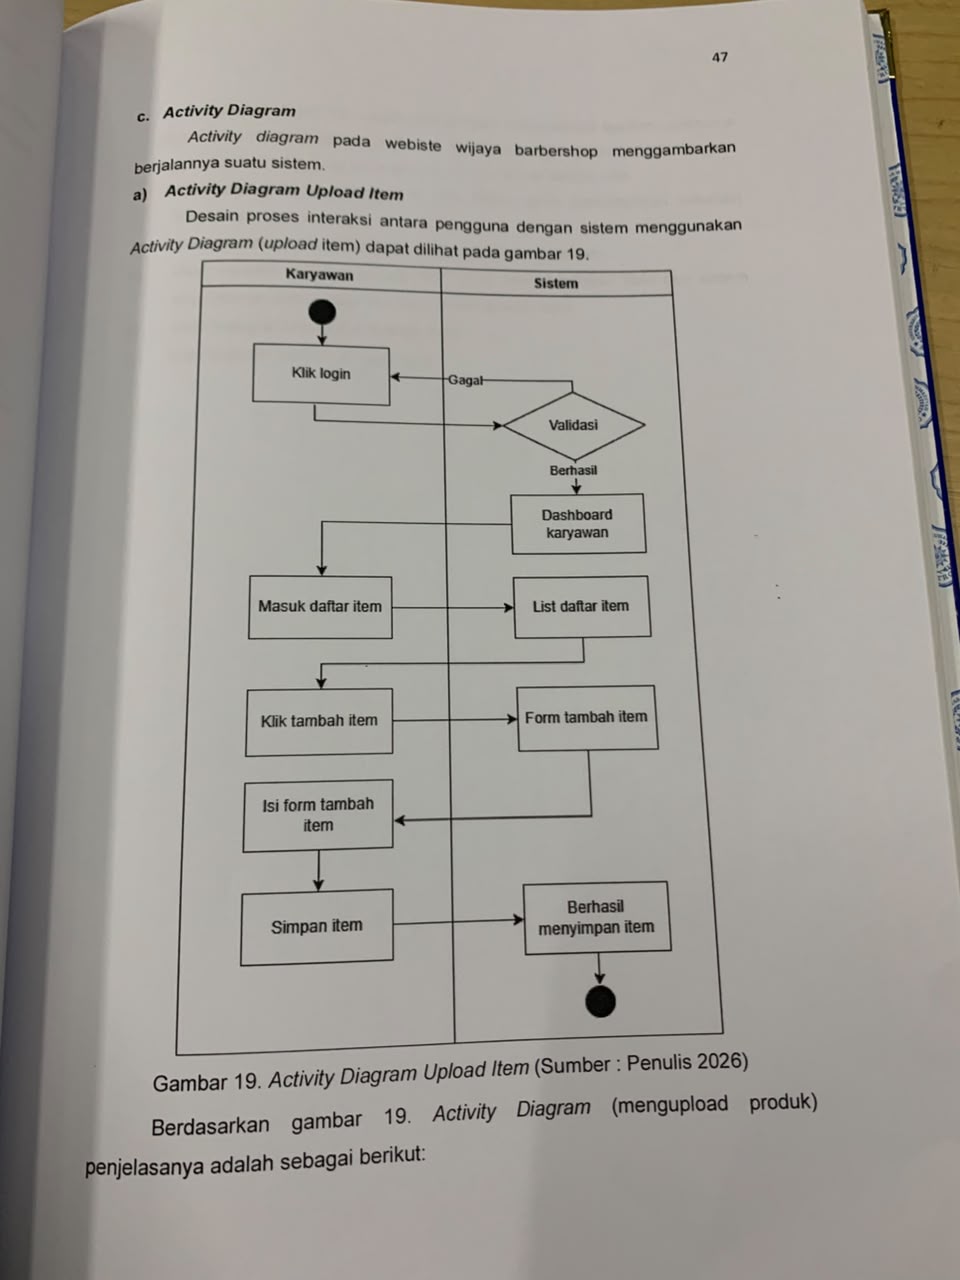 47
c. Activity Diagram
Activity diagram pada webiste wijaya barbershop menggambarkan
berjalannya suatu sistem.
a) Activity Diagram Upload Item
Desain proses interaksi antara pengguna dengan sistem menggunakan
Activity Diagram (upload item) dapat dilihat pada gambar 19.
Karyawan
Sistem
Klik login
Gagal
Validasi
Berhasil
Dashboard
karyawan
Masuk daftar item
List daftar item
Klik tambah item
Form tambah item
Isi form tambah
item
Simpan item
Berhasil
menyimpan item
Gambar 19. Activity Diagram Upload Item (Sumber : Penulis 2026)
Berdasarkan gambar 19. Activity Diagram (mengupload produk)
penjelasanya adalah sebagai berikut: